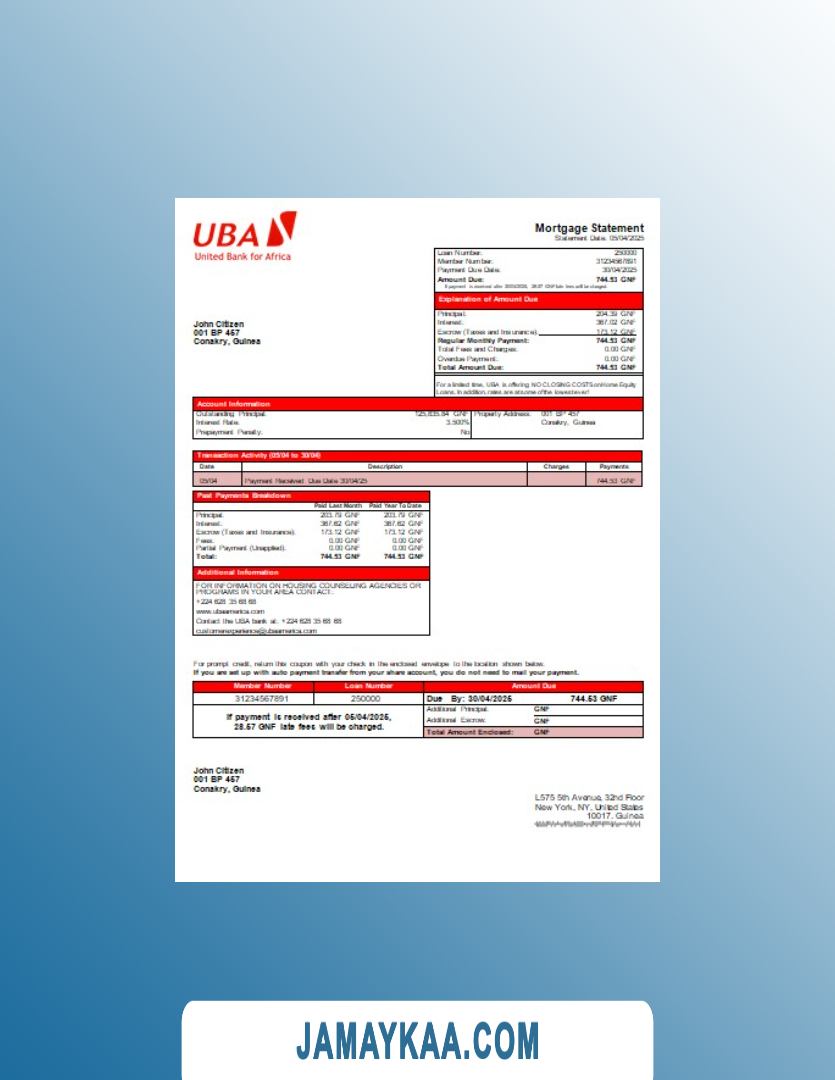 UBA
United Bank for Africa
Mortgage Statement
Statement Date: 05/04/2025
Loan Number: 250000
Member Number: 31234567891
Payment Due Date: 30/04/2025
Amount Due: 744.53 GNF
If payment is received after 30/04/2025, 28.57 GNF late fees will be charged.
Explanation of Amount Due
Principal: 204.39 GNF
Interest: 367.02 GNF
Escrow (Taxes and Insurance) 173.12 GNF
Regular Monthly Payment: 744.53 GNF
Total Fees and Charges: 0.00 GNF
Overdue Payment: 0.00 GNF
Total Amount Due: 744.53 GNF
John Citizen
001 BP 457
Conakry, Guinea
For a limited time, UBA is offering NO CLOSING COSTS on Home Equity
Loans. In addition, rates are at some of the lowest ever!
Account Information
Outstanding Principal: 125,835.84 GNF Property Address: 001 BP 457
Interest Rate: 3.500% Conakry, Guinea
Prepayment Penalty: No
Transaction Activity (05/04 to 30/04)
Date Description Charges Payments
05/04 Payment Received Due Date 30/04/25 744.53 GNF
Past Payments Breakdown
Paid Last Month Paid Year To Date
Principal: 203.79 GNF 203.79 GNF
Interest: 367.62 GNF 367.62 GNF
Escrow (Taxes and Insurance): 173.12 GNF 173.12 GNF
Fees: 0.00 GNF 0.00 GNF
Partial Payment (Unapplied): 0.00 GNF 0.00 GNF
Total: 744.53 GNF 744.53 GNF
Additional Information
FOR INFORMATION ON HOUSING COUNSELING AGENCIES OR
PROGRAMS IN YOUR AREA CONTACT:
+224 628 35 68 68
www.ubaamerica.com
Contact the UBA bank at: +224 628 35 68 68
customerexperience@ubaamerica.com
For prompt credit, return this coupon with your check in the enclosed envelope to the location shown below.
If you are set up with auto payment transfer from your share account, you do not need to mail your payment.
Member Number Loan Number Amount Due
31234567891 250000 Due By: 30/04/2025 744.53 GNF
If payment is received after 05/04/2025,
28.57 GNF late fees will be charged.
Additional Principal: GNF
Additional Escrow: GNF
Total Amount Enclosed: GNF
John Citizen
001 BP 457
Conakry, Guinea
L575 5th Avenue, 32nd Floor
New York, NY, United States
10017, Guinea
JAMAYKAA.COM